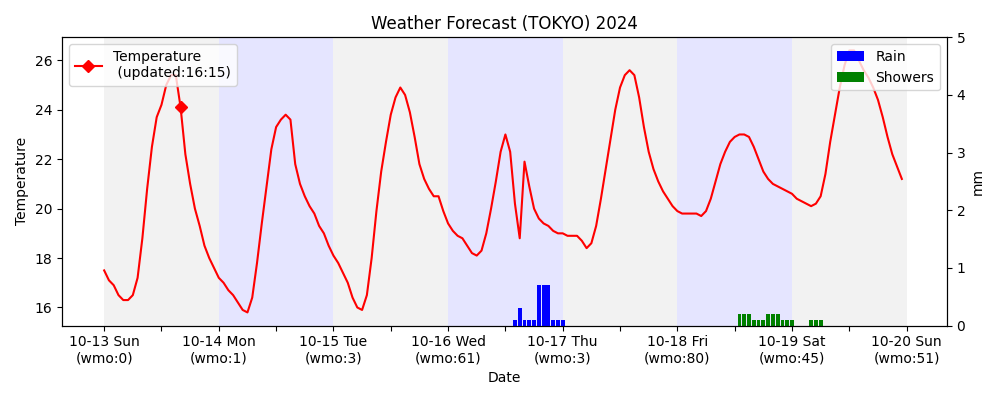 Weather Forecast (TOKYO) 2024
Temperature
(updated:16:15)
Rain
Showers
26
24
22
20
18
16
Temperature
5
4
3
2
1
0
mm
10-13 Sun
(wmo:0)
10-14 Mon
(wmo:1)
10-15 Tue
(wmo:3)
10-16 Wed
(wmo:61)
10-17 Thu
(wmo:3)
10-18 Fri
(wmo:80)
10-19 Sat
(wmo:45)
10-20 Sun
(wmo:51)
Date